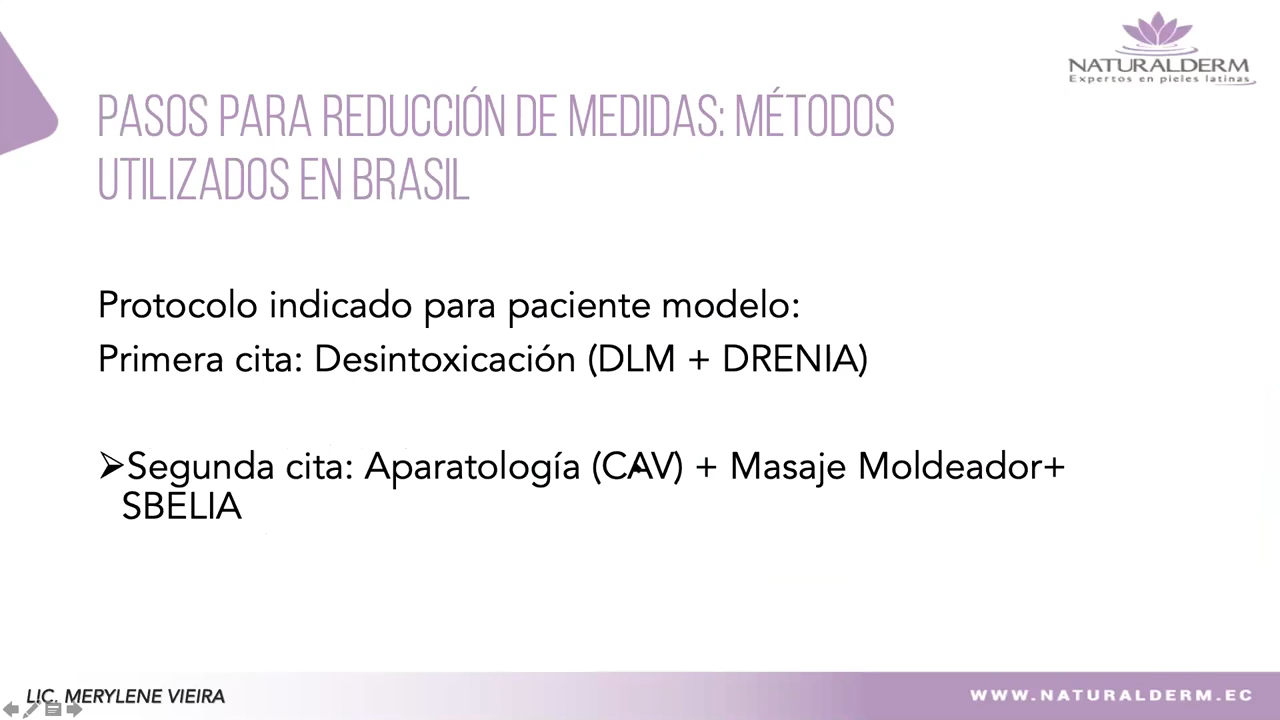 NATURALDERM
Expertos en pieles latinas
PASOS PARA REDUCCIÓN DE MEDIDAS: MÉTODOS
UTILIZADOS EN BRASIL
Protocolo indicado para paciente modelo:
Primera cita: Desintoxicación (DLM + DRENIA)
➢Segunda cita: Aparatología (CAV) + Masaje Moldeador+
SBELIA
LIC. MERYLENE VIEIRA
WWW.NATURALDERM.EC